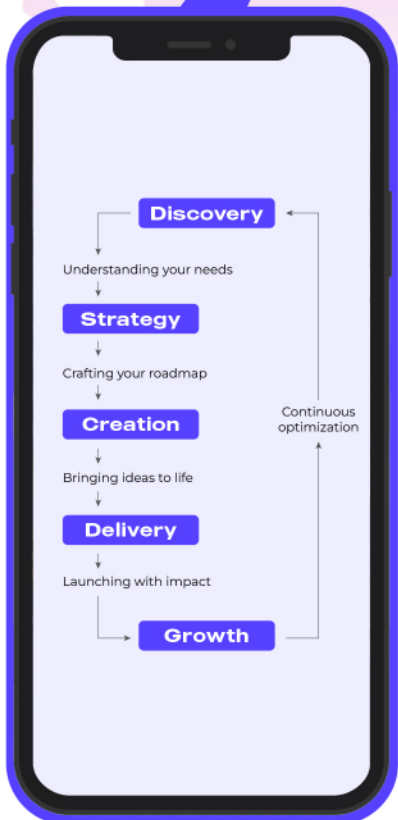 Discovery
Understanding your needs
Strategy
Crafting your roadmap
Creation
Bringing ideas to life
Delivery
Launching with impact
Growth
Continuous
optimization